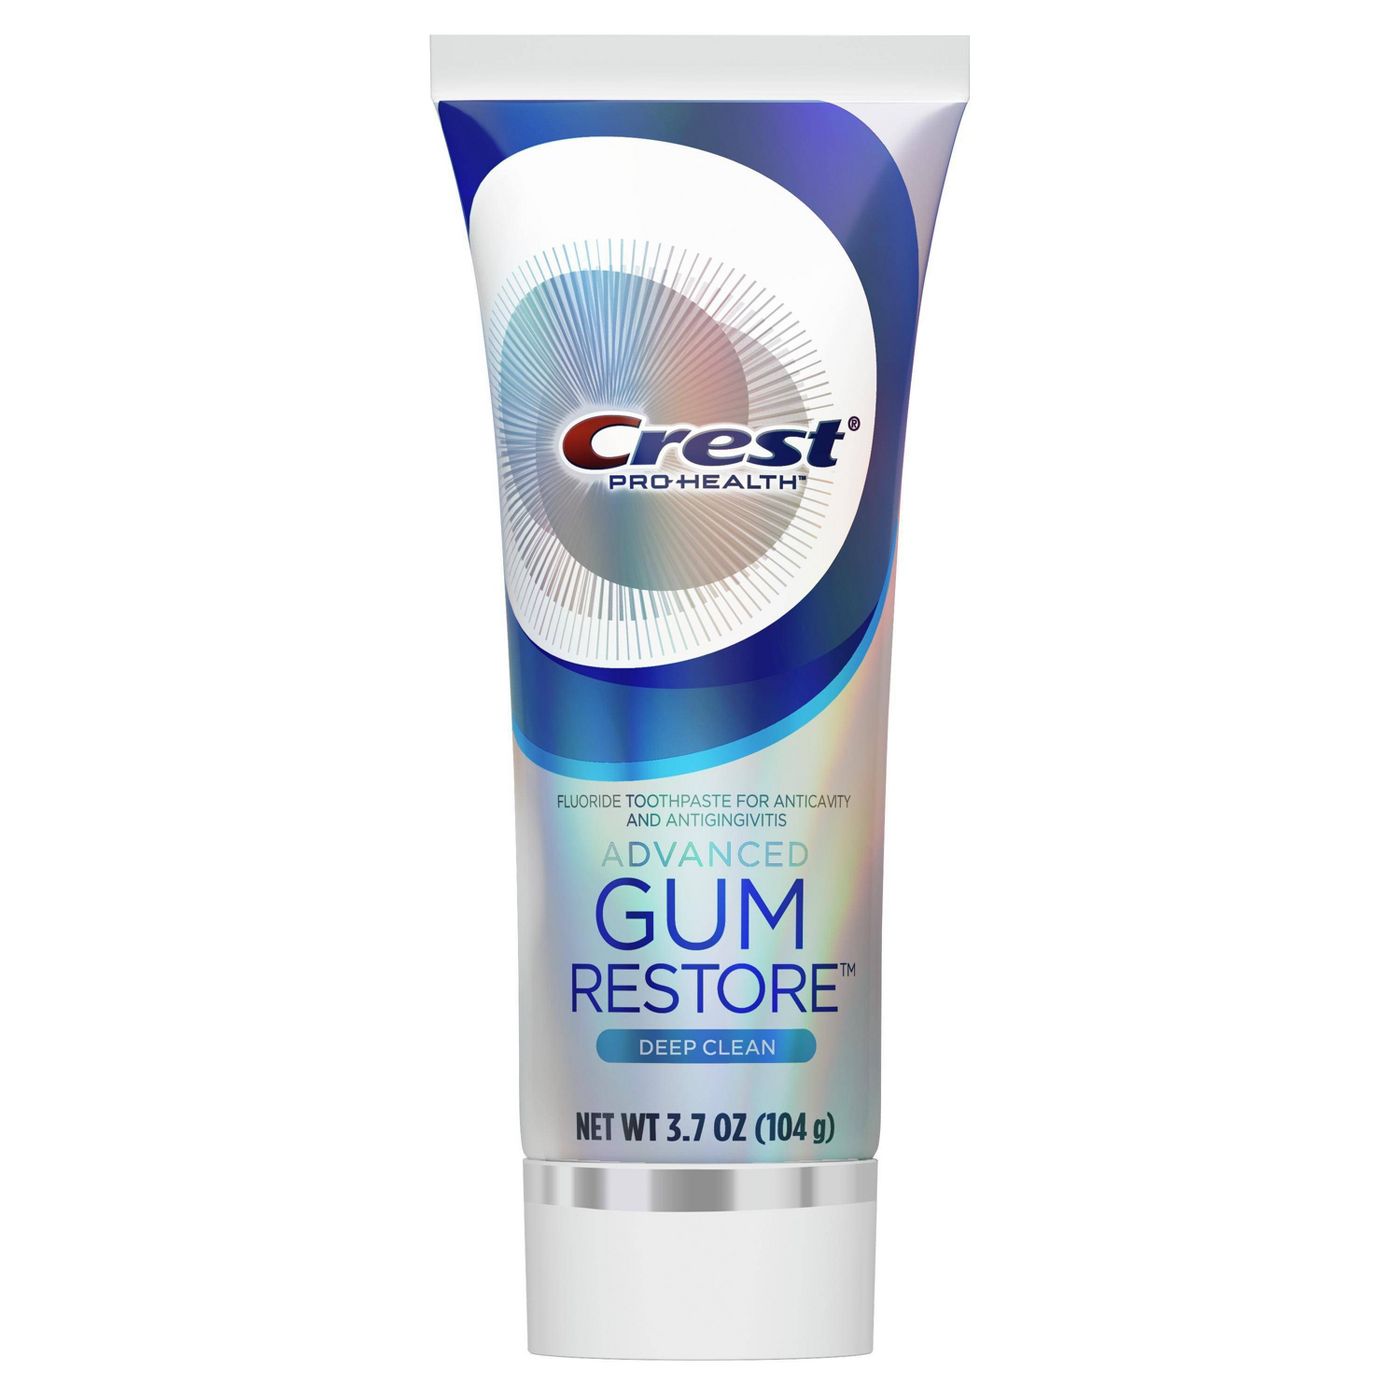 Crest®
PRO-HEALTH™
FLUORIDE TOOTHPASTE FOR ANTICAVITY
AND ANTIGINGIVITIS
ADVANCED
GUM
RESTORE™
DEEP CLEAN
NET WT 3.7 OZ (104 g)